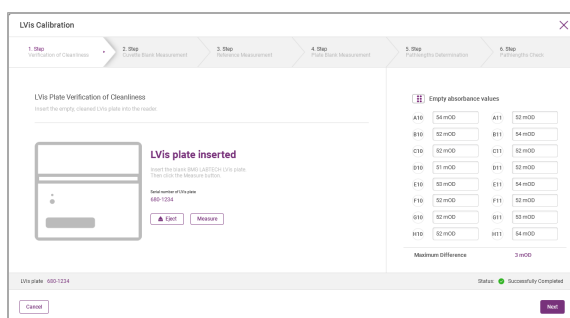 LVis Calibration
1. Step
Verification of Cleanliness
2. Step
Cuvette Blank Measurement
3. Step
Reference Measurement
4. Step
Plate Blank Measurement
5. Step
Pathlengths Determination
6. Step
Pathlengths Check
LVis Plate Verification of Cleanliness
Insert the empty, cleaned LVis plate into the reader.
LVis plate inserted
Insert the blank BMG LABTECH LVis plate.
Then click the Measure button.
Serial number of LVis plate
680-1234
Eject
Measure
Empty absorbance values
A10 54 mOD A11 52 mOD
B10 52 mOD B11 54 mOD
C10 52 mOD C11 52 mOD
D10 51 mOD D11 52 mOD
E10 53 mOD E11 54 mOD
F10 52 mOD F11 52 mOD
G10 52 mOD G11 53 mOD
H10 52 mOD H11 54 mOD
Maximum Difference 3 mOD
LVis plate 680-1234
Status Successfully Completed
Cancel
Next